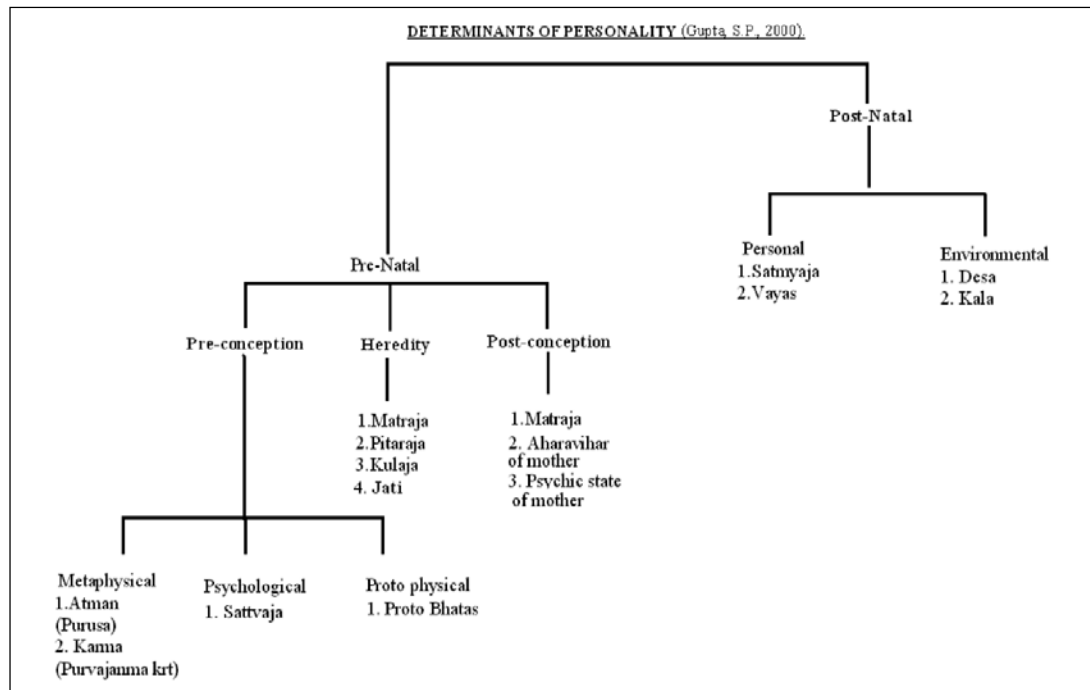 DETERMINANTS OF PERSONALITY (Gupta, S.P., 2000).
Post-Natal
Personal
1.Satmyaja
2.Vayas
Environmental
1. Desa
2. Kala
Pre-Natal
Pre-conception
Heredity
1.Matraja
2.Pitaraja
3.Kulaja
4. Jati
Post-conception
1.Matraja
2. Aharavihar
of mother
3. Psychic state
of mother
Metaphysical
1.Atman
(Purusa)
2. Karma
(Purvajanma krt)
Psychological
1. Sattvaja
Proto physical
1. Proto Bhatas